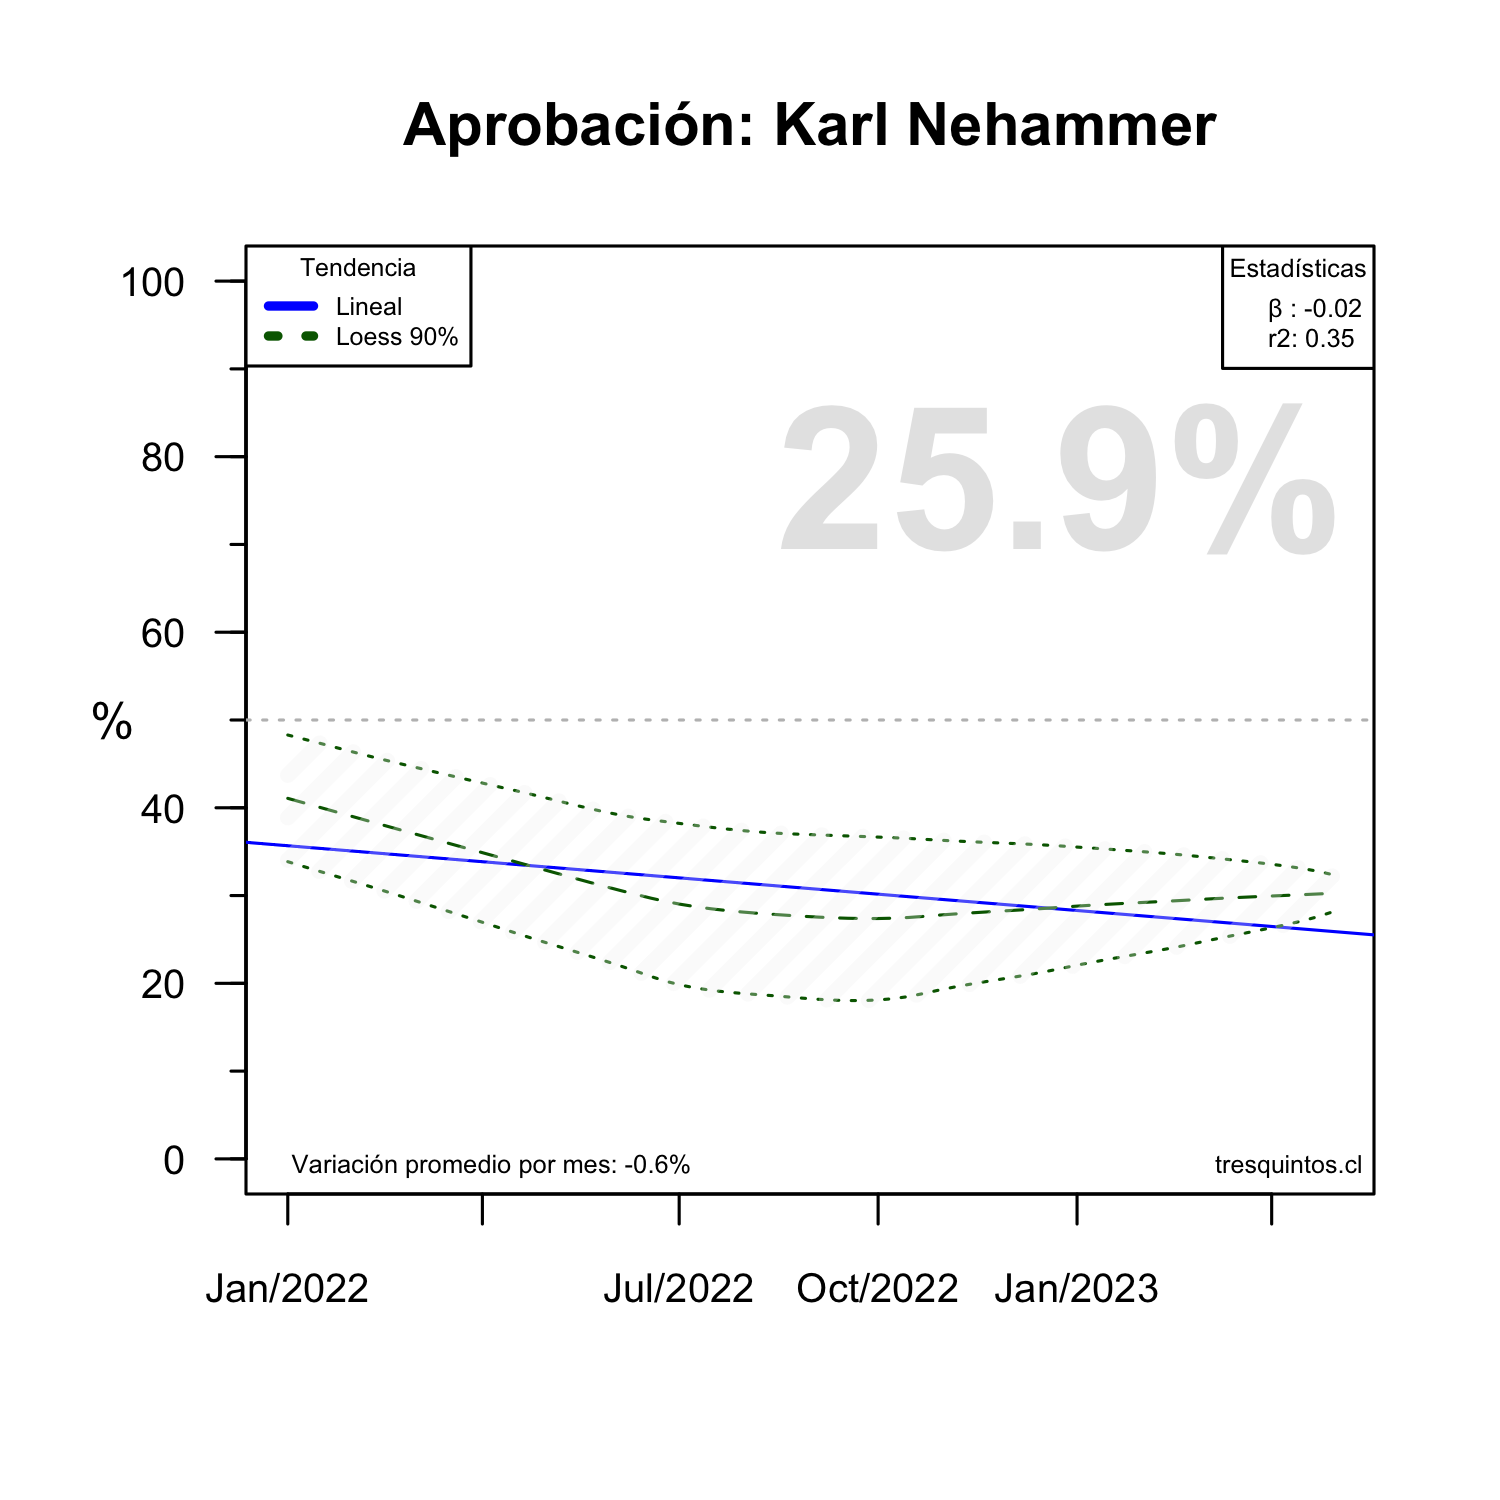 Aprobación: Karl Nehammer
Tendencia
Lineal
Loess 90%
Estadísticas
β : -0.02
r2: 0.35
25.9%
100
80
60
%
40
20
0
Variación promedio por mes: -0.6%
tresquintos.cl
Jan/2022 Jul/2022 Oct/2022 Jan/2023